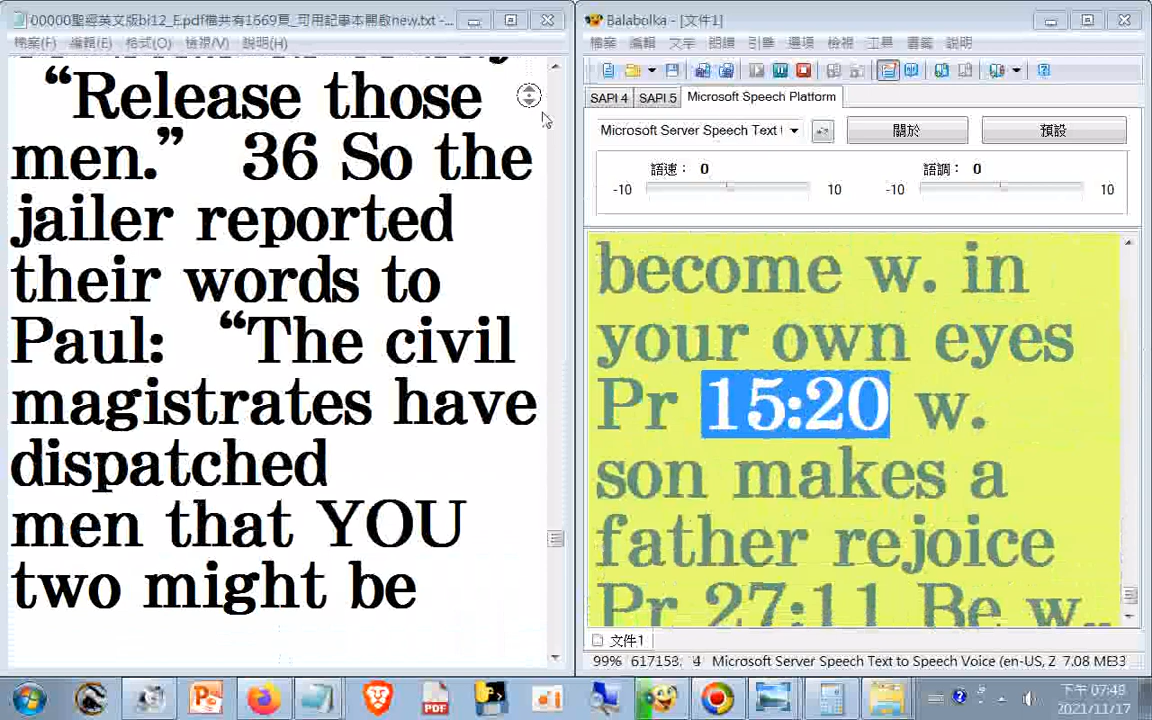 00000聖經英文版bi12_E.pdf檔共有1669頁_可用記事本開啟new.txt -...
檔案(F) 編輯(E) 格式(O) 檢視(V) 說明(H)
“Release those
men.” 36 So the
jailer reported
their words to
Paul: “The civil
magistrates have
dispatched
men that YOU
two might be
Balabolka - [文件1]
檔案 編輯 文字 朗讀 引擎 選項 檢視 工具 書籤 說明
SAPI 4 SAPI 5 Microsoft Speech Platform
Microsoft Server Speech Text 關於 預設
語速： 0 語調： 0
-10 10 -10 10
become w. in
your own eyes
Pr 15:20 w.
son makes a
father rejoice
Pr 27:11 Be w.,
文件1
99% 617153, 4 Microsoft Server Speech Text to Speech Voice (en-US, Z 7.08 MB
PDF
下午 07:48
2021/11/17